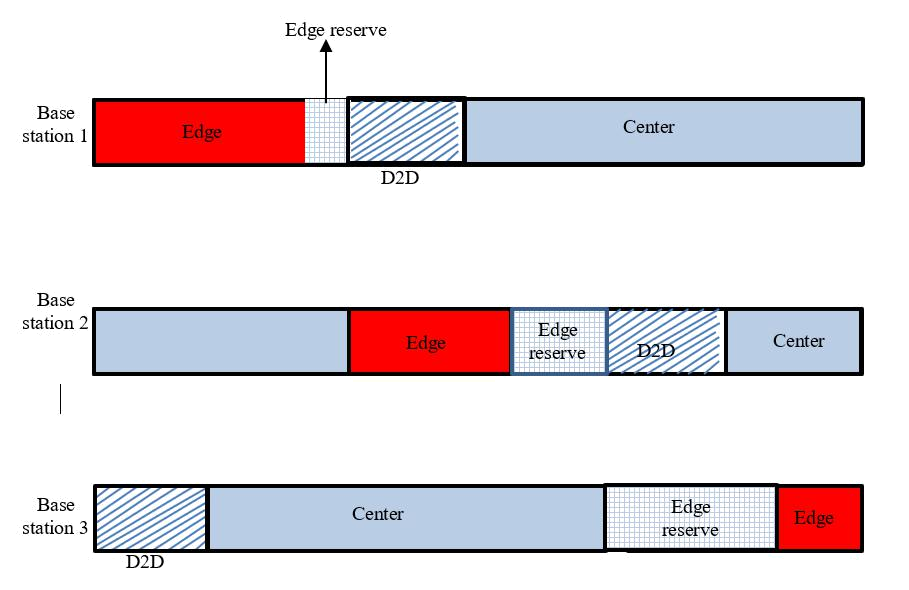 Edge reserve
Base
station 1
Edge
Center
D2D
Base
station 2
Edge
Edge
reserve
D2D
Center
Base
station 3
Center
Edge
reserve
Edge
D2D